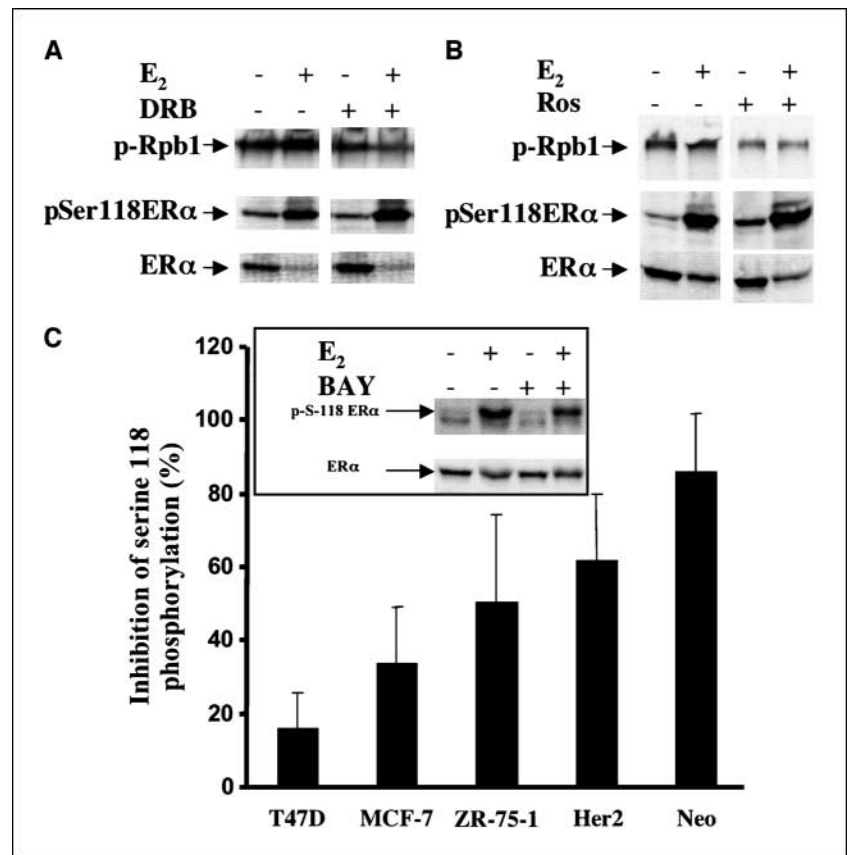 A
E2 - + - +
DRB - - + +
p-Rpb1
pSer118ERα
ERα
B
E2 - + - +
Ros - - + +
p-Rpb1
pSer118ERα
ERα
C
Inhibition of serine 118
phosphorylation (%)
120
100
80
60
40
20
0
E2 - + - +
BAY - - + +
p-S-118 ERα
ERα
T47D MCF-7 ZR-75-1 Her2 Neo